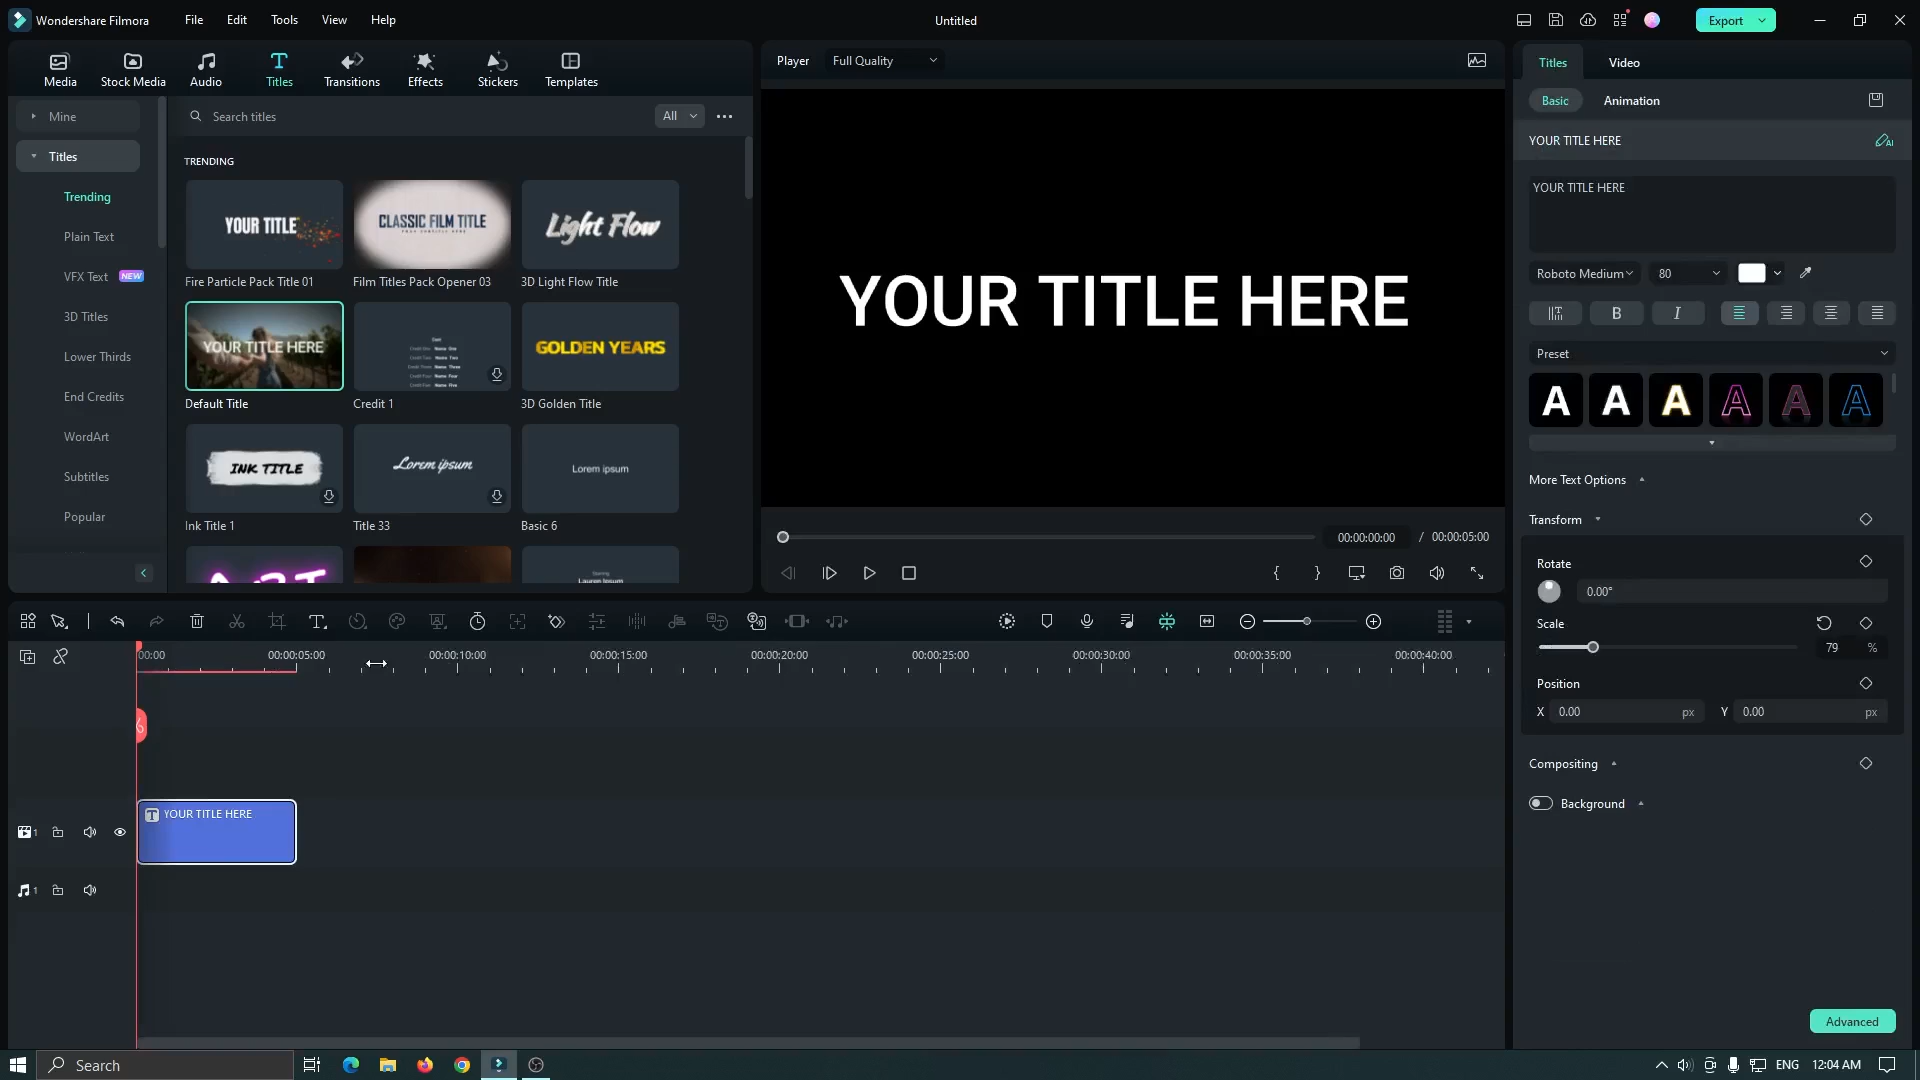 Wondershare Filmora
File Edit Tools View Help
Untitled
Export
Media Stock Media Audio Titles Transitions Effects Stickers Templates
Player Full Quality
Titles Video
Mine
Search titles
All
Basic Animation
Titles
TRENDING
YOUR TITLE HERE
Trending
Plain Text
VFX Text NEW
3D Titles
Lower Thirds
End Credits
WordArt
Subtitles
Popular
YOUR TITLE
CLASSIC FILM TITLE
Light Flow
Fire Particle Pack Title 01 Film Titles Pack Opener 03 3D Light Flow Title
YOUR TITLE HERE
Cast
GOLDEN YEARS
Default Title Credit 1 3D Golden Title
INK TITLE
Lorem ipsum
Lorem ipsum
Ink Title 1 Title 33 Basic 6
ART
YOUR TITLE HERE
00:00:00:00 / 00:00:05:00
YOUR TITLE HERE
Roboto Medium 80
B I
Preset
A A A A A A
More Text Options
Transform
Rotate
0.00°
Scale
79 %
Position
X 0.00 px Y 0.00 px
Compositing
Background
Advanced
00:00 00:00:05:00 00:00:10:00 00:00:15:00 00:00:20:00 00:00:25:00 00:00:30:00 00:00:35:00 00:00:40:00
T YOUR TITLE HERE
1
1
Search
ENG 12:04 AM